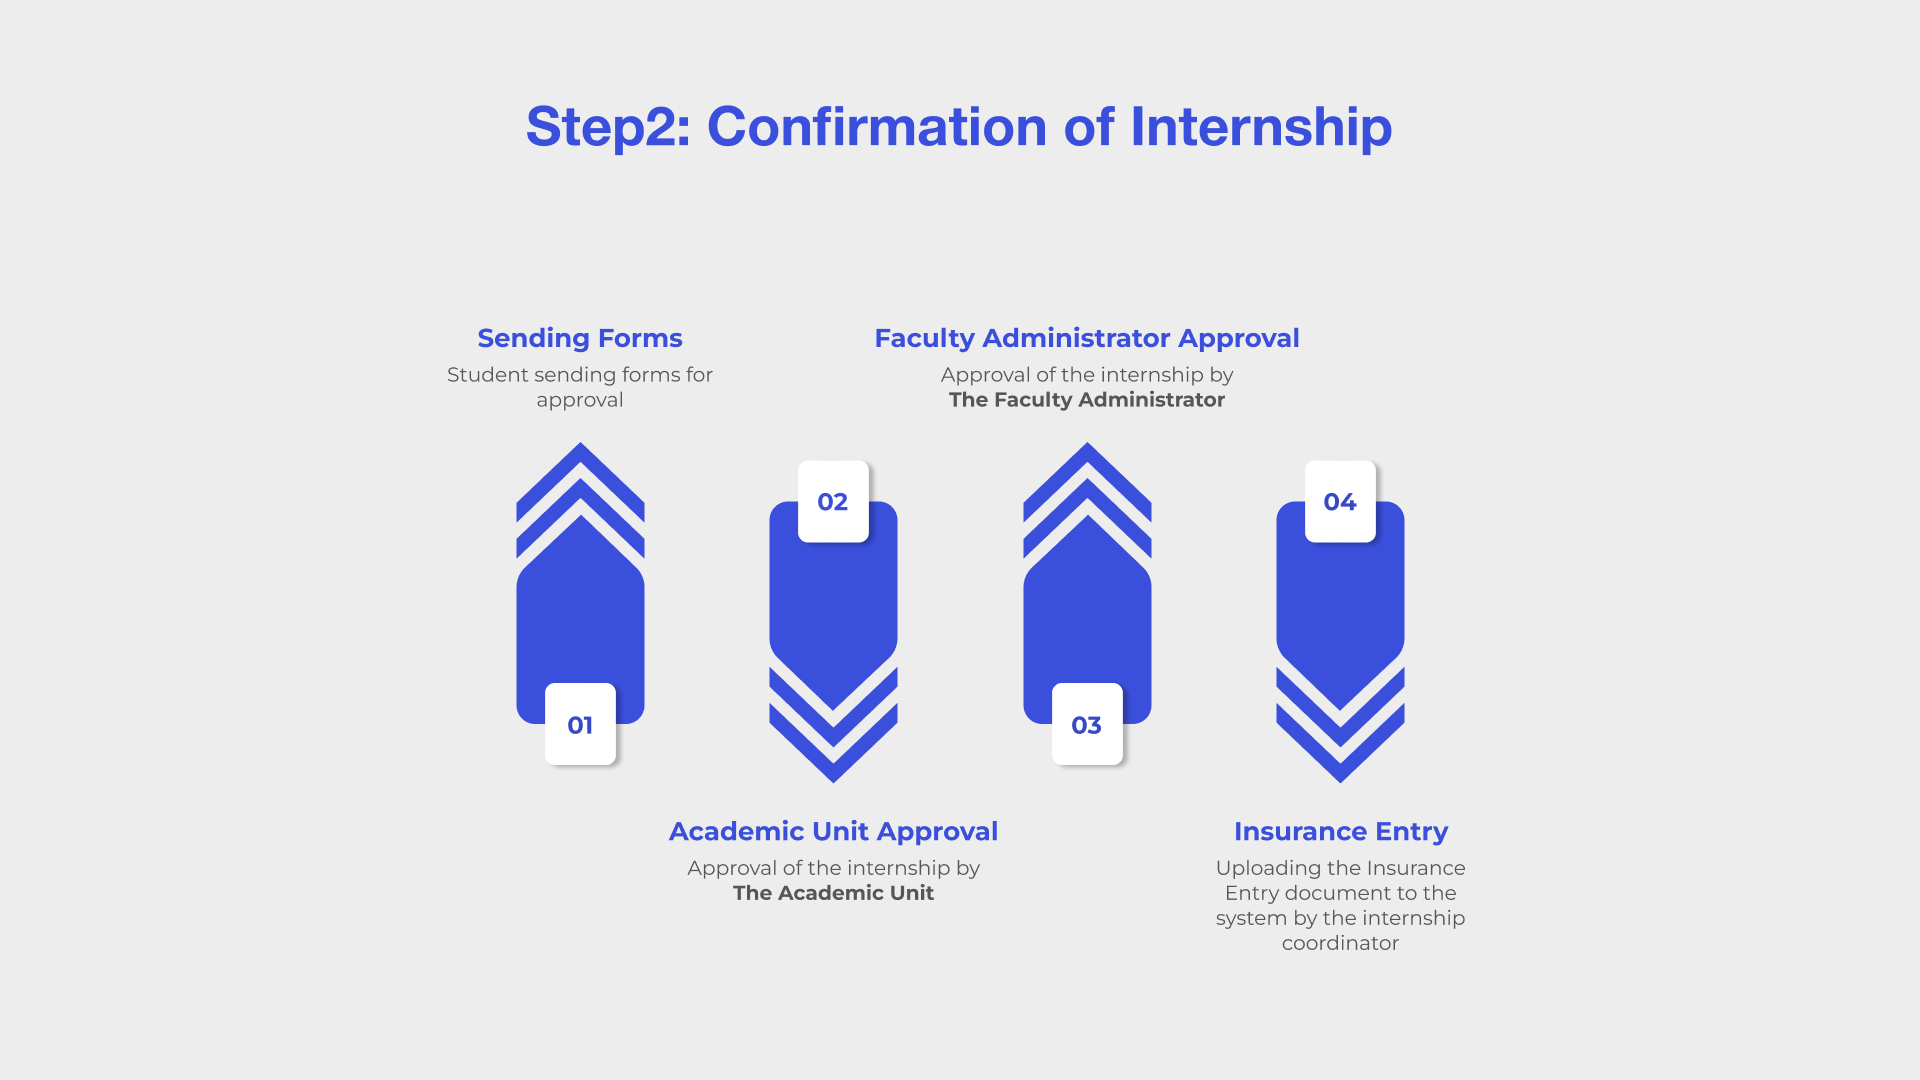 Step2: Confirmation of Internship
Sending Forms
Student sending forms for
approval
01
02
Academic Unit Approval
Approval of the internship by
The Academic Unit
Faculty Administrator Approval
Approval of the internship by
The Faculty Administrator
03
04
Insurance Entry
Uploading the Insurance
Entry document to the
system by the internship
coordinator